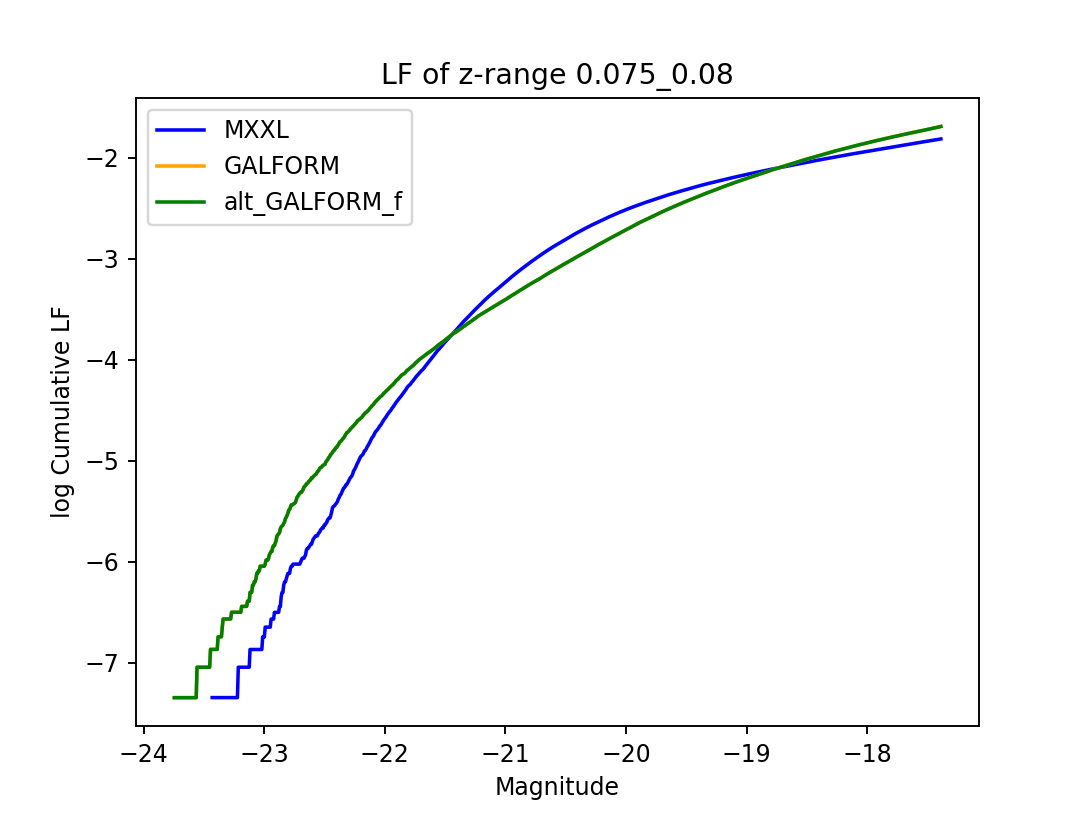 LF of z-range 0.075_0.08
MXXL
GALFORM
alt_GALFORM_f
−2
−3
−4
−5
−6
−7
log Cumulative LF
−24 −23 −22 −21 −20 −19 −18
Magnitude